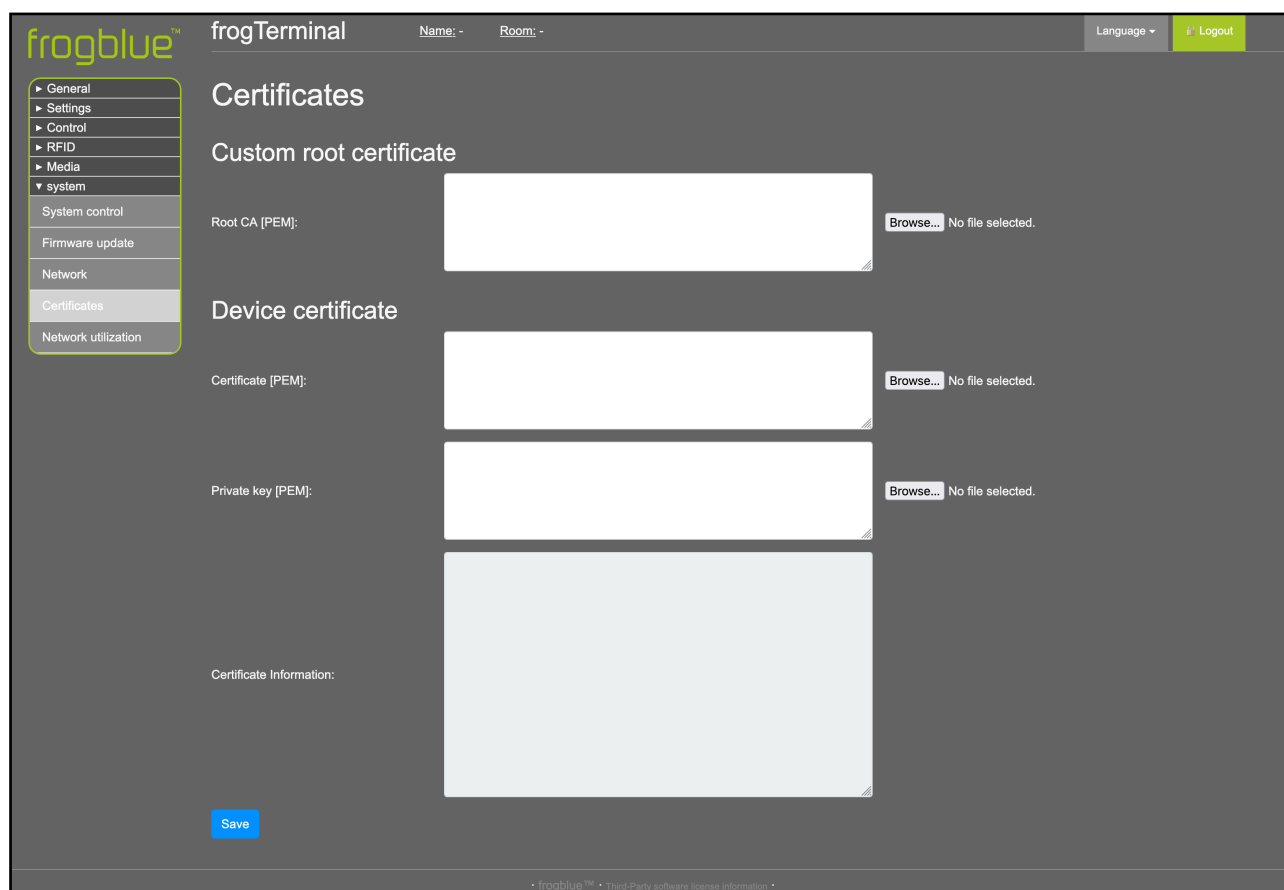 frogblue™
frogTerminal
Name: -
Room: -
Language
Logout
► General
► Settings
► Control
► RFID
► Media
▼ system
System control
Firmware update
Network
Certificates
Network utilization
Certificates
Custom root certificate
Root CA [PEM]:
Browse... No file selected.
Device certificate
Certificate [PEM]:
Browse... No file selected.
Private key [PEM]:
Browse... No file selected.
Certificate Information:
Save
• frogblue™ • Third-Party software license information •